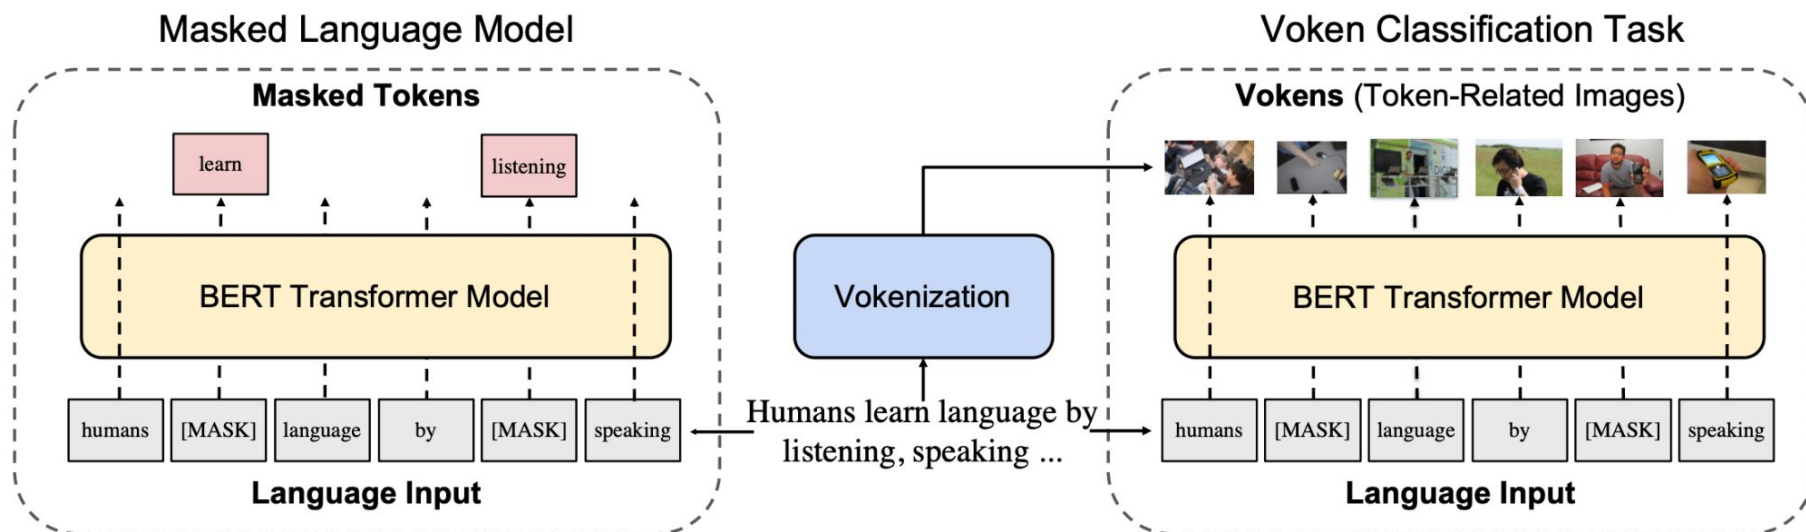 Masked Language Model
Masked Tokens
learn
listening
BERT Transformer Model
humans
[MASK]
language
by
[MASK]
speaking
Language Input
Vokenization
Humans learn language by
listening, speaking ...
Voken Classification Task
Vokens (Token-Related Images)
BERT Transformer Model
humans
[MASK]
language
by
[MASK]
speaking
Language Input